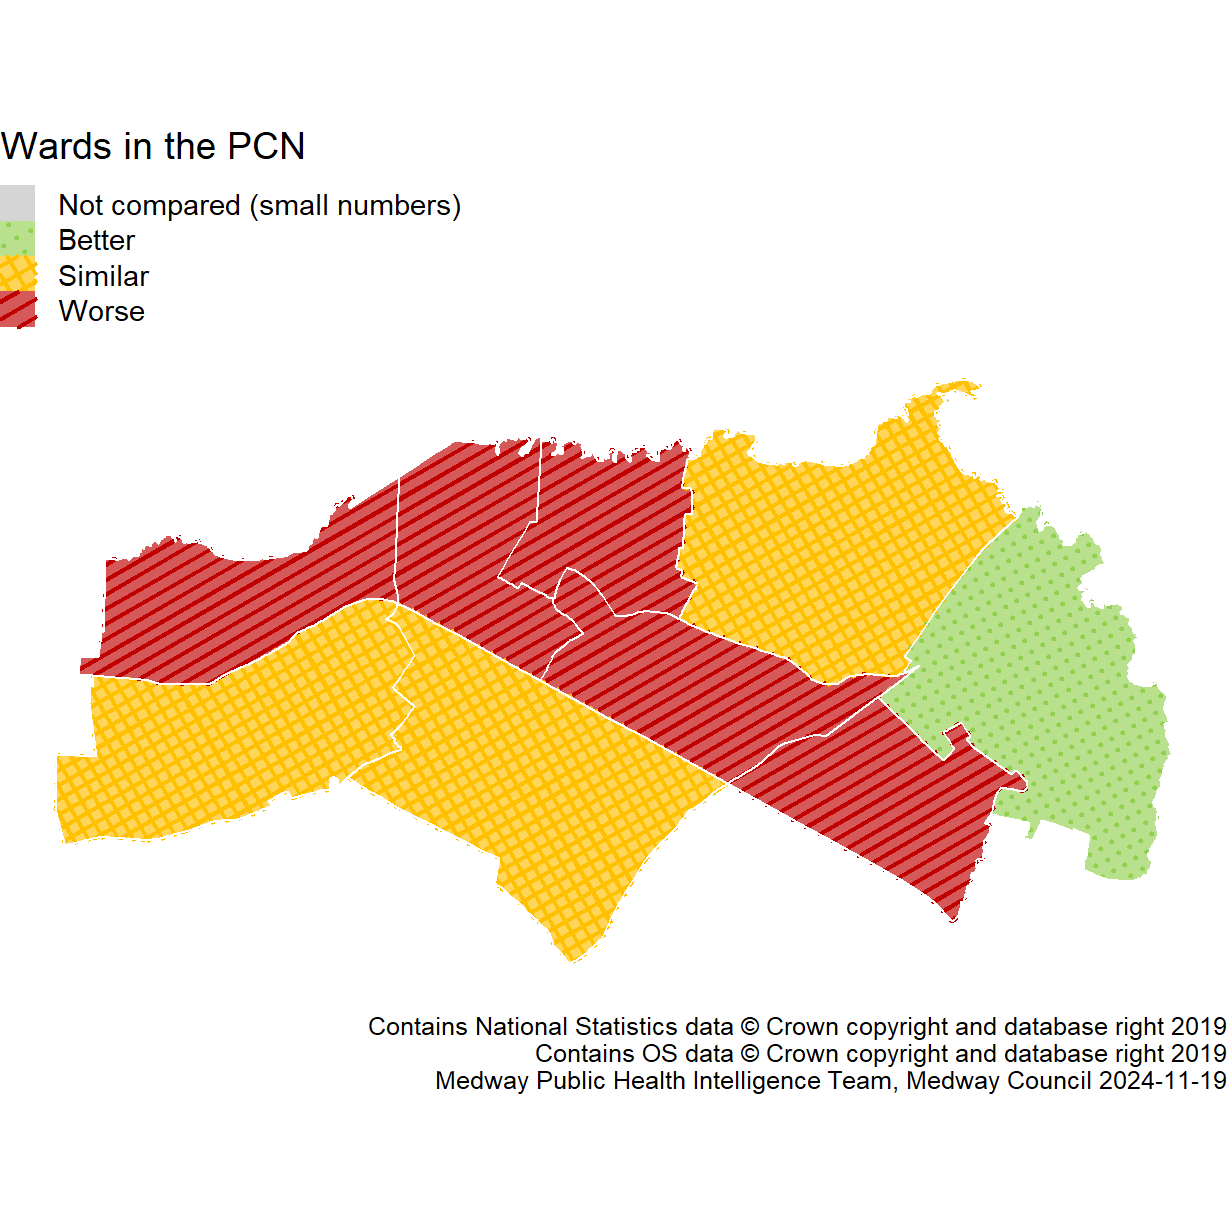 Wards in the PCN
Not compared (small numbers)
Better
Similar
Worse
Contains National Statistics data © Crown copyright and database right 2019
Contains OS data © Crown copyright and database right 2019
Medway Public Health Intelligence Team, Medway Council 2024-11-19